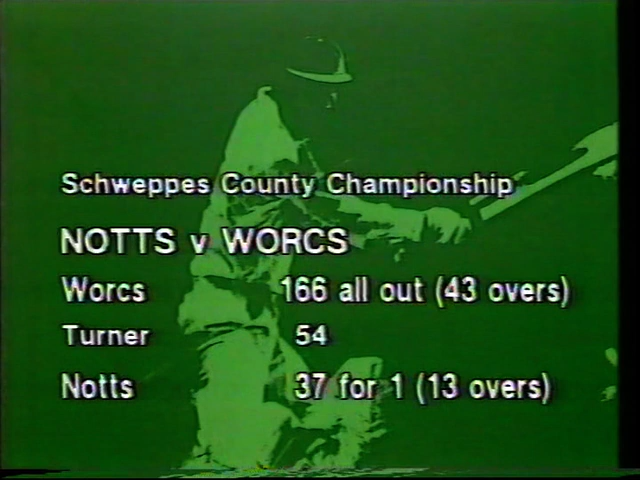 Schweppes County Championship
NOTTS v WORCS
Worcs 166 all out (43 overs)
Turner 54
Notts 37 for 1 (13 overs)